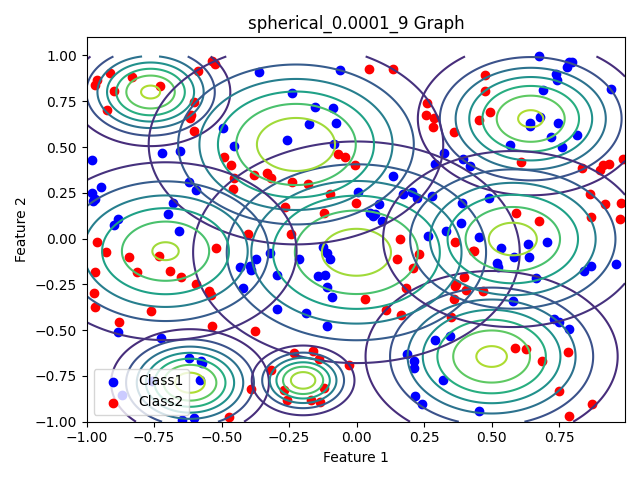 spherical_0.0001_9 Graph
1.00
0.75
0.50
0.25
0.00
−0.25
−0.50
−0.75
−1.00
Feature 2
Class1
Class2
−1.00 −0.75 −0.50 −0.25 0.00 0.25 0.50 0.75
Feature 1